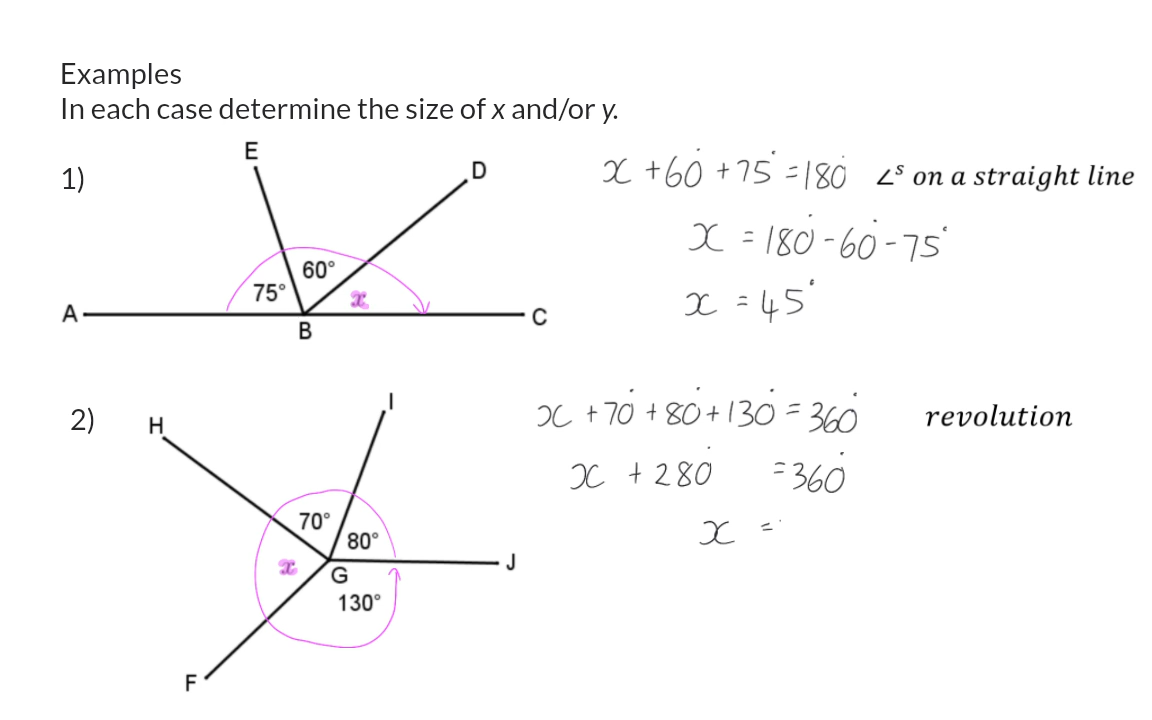 Examples
In each case determine the size of x and/or y.
1)
E
D
60°
75°
x
A
B
C
x + 60° + 75° = 180° ∠s on a straight line
x = 180° - 60° - 75°
x = 45°
2)
H
I
70°
80°
x
G
J
130°
F
x + 70° + 80° + 130° = 360° revolution
x + 280° = 360°
x =